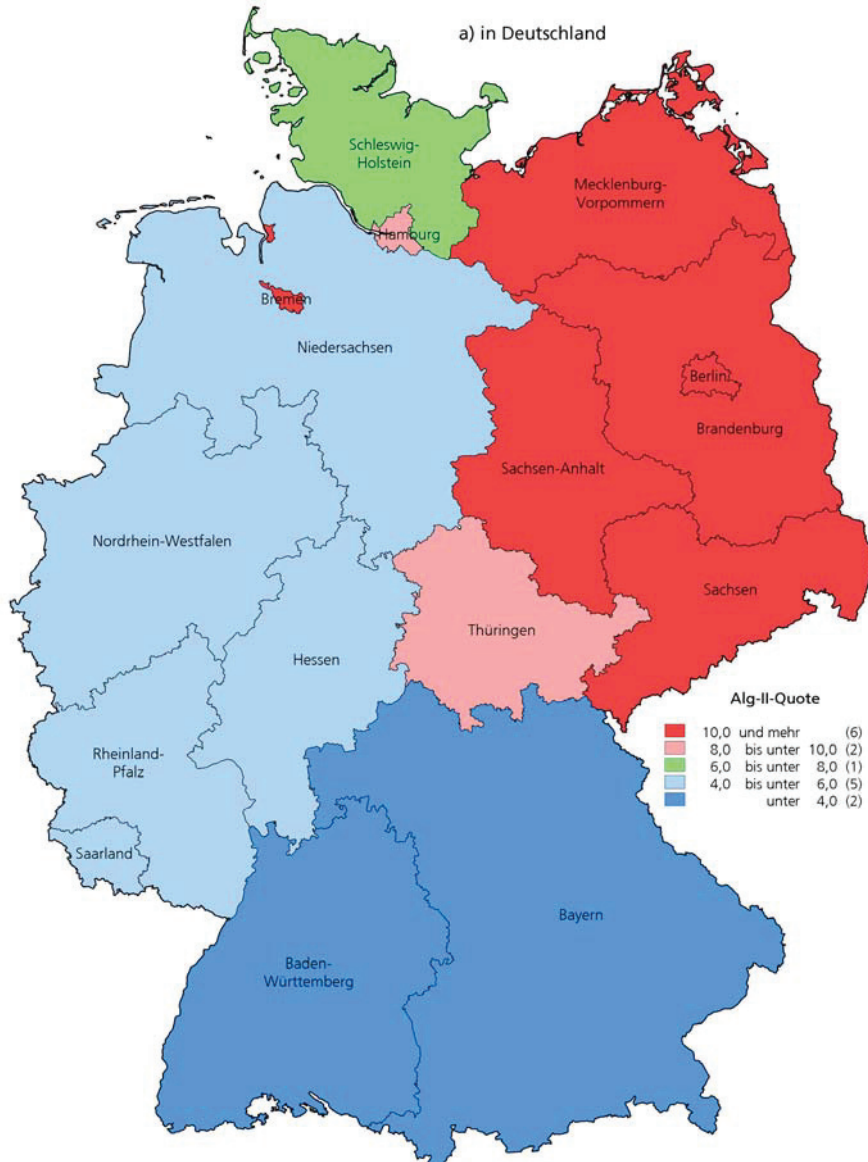 a) in Deutschland
Schleswig-
Holstein
Mecklenburg-
Vorpommern
Hamburg
Bremen
Niedersachsen
Berlin
Brandenburg
Sachsen-Anhalt
Nordrhein-Westfalen
Sachsen
Thüringen
Hessen
Rheinland-
Pfalz
Saarland
Bayern
Baden-
Württemberg
Alg-II-Quote
10,0 und mehr (6)
8,0 bis unter 10,0 (2)
6,0 bis unter 8,0 (1)
4,0 bis unter 6,0 (5)
unter 4,0 (2)